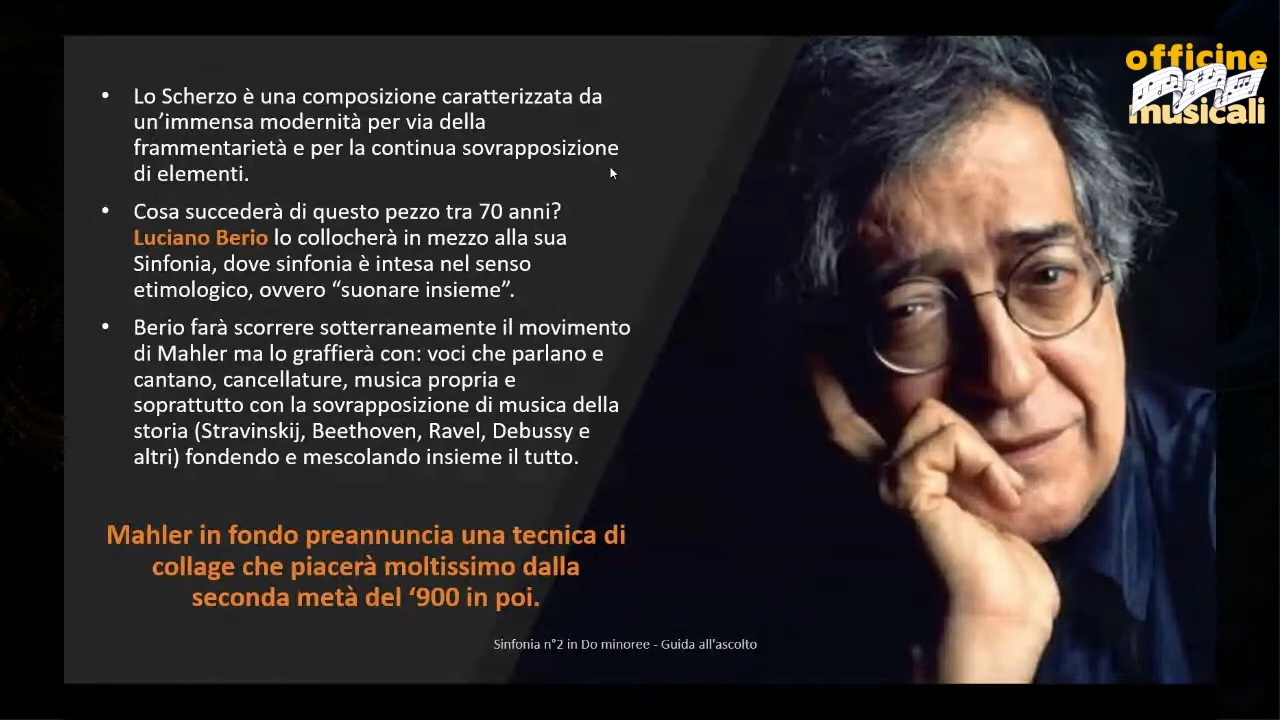 officine
musicali
• Lo Scherzo è una composizione caratterizzata da
un’immensa modernità per via della
frammentarietà e per la continua sovrapposizione
di elementi.
• Cosa succederà di questo pezzo tra 70 anni?
Luciano Berio lo collocherà in mezzo alla sua
Sinfonia, dove sinfonia è intesa nel senso
etimologico, ovvero “suonare insieme”.
• Berio farà scorrere sotterraneamente il movimento
di Mahler ma lo graffierà con: voci che parlano e
cantano, cancellature, musica propria e
soprattutto con la sovrapposizione di musica della
storia (Stravinskij, Beethoven, Ravel, Debussy e
altri) fondendo e mescolando insieme il tutto.
Mahler in fondo preannuncia una tecnica di
collage che piacerà moltissimo dalla
seconda metà del ‘900 in poi.
Sinfonia n°2 in Do minoree - Guida all'ascolto